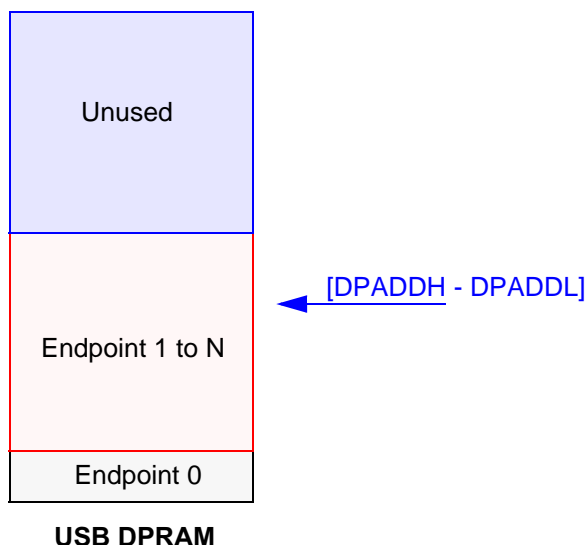 Unused
[DPADDH - DPADDL]
Endpoint 1 to N
Endpoint 0
USB DPRAM